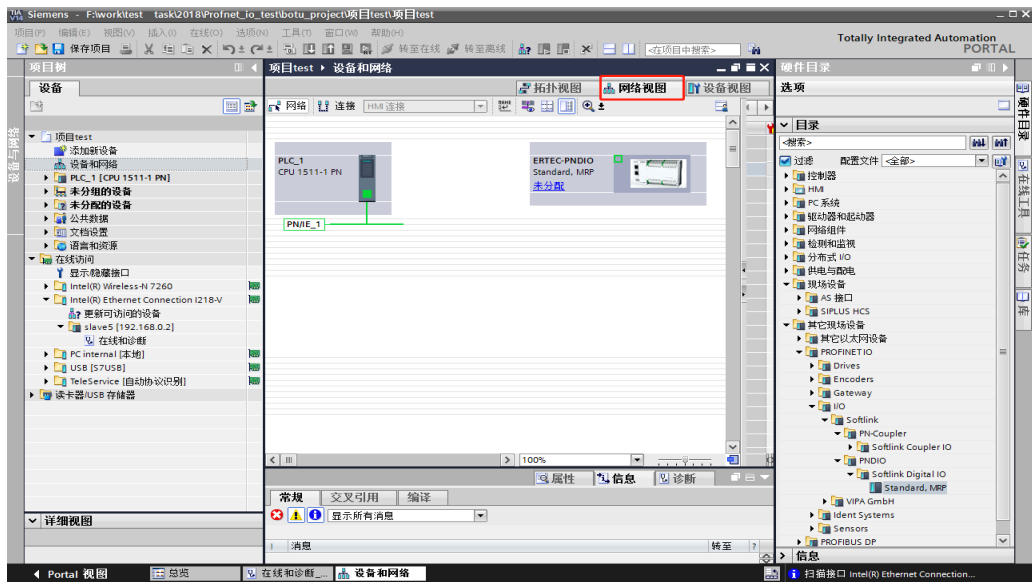 Siemens - F:\work\test task\2018\Profnet_io_test\botu_project\项目test\项目test
项目(P) 编辑(E) 视图(V) 插入(I) 在线(O) 选项(N) 工具(T) 窗口(W) 帮助(H)
Totally Integrated Automation
PORTAL
保存项目 转至在线 转至离线 <在项目中搜索>
项目树
项目test 设备和网络
硬件目录
设备
拓扑视图 网络视图 设备视图
选项
网络 连接 HMI 连接
目录
<搜索>
过滤 配置文件 <全部>
项目test
添加新设备
设备和网络
PLC_1 [CPU 1511-1 PN]
未分组的设备
未分配的设备
公共数据
文档设置
语言和资源
在线访问
显示/隐藏接口
Intel(R) Wireless-N 7260
Intel(R) Ethernet Connection I218-V
更新可访问的设备
slave5 [192.168.0.2]
在线和诊断
PC internal [本地]
USB [S7USB]
TeleService [自动协议识别]
读卡器/USB 存储器
PLC_1
CPU 1511-1 PN
PN/IE_1
ERTEC-PNDIO
Standard, MRP
未分配
控制器
HMI
PC 系统
驱动器和起动器
网络组件
检测和监视
分布式 I/O
供电与配电
现场设备
AS 接口
SIPLUS HCS
其它现场设备
其它以太网设备
PROFINET IO
Drives
Encoders
Gateway
I/O
Softlink
PN-Coupler
Softlink Coupler IO
PNDIO
Softlink Digital IO
Standard, MRP
VIPA GmbH
Ident Systems
Sensors
PROFIBUS DP
信息
设备与网络
硬件目录
在线工具
任务
库
100%
属性 信息 诊断
常规 交叉引用 编译
显示所有消息
! 消息 转至 ?
详细视图
Portal 视图 总览 在线和诊断_... 设备和网络 扫描接口 Intel(R) Ethernet Connection...